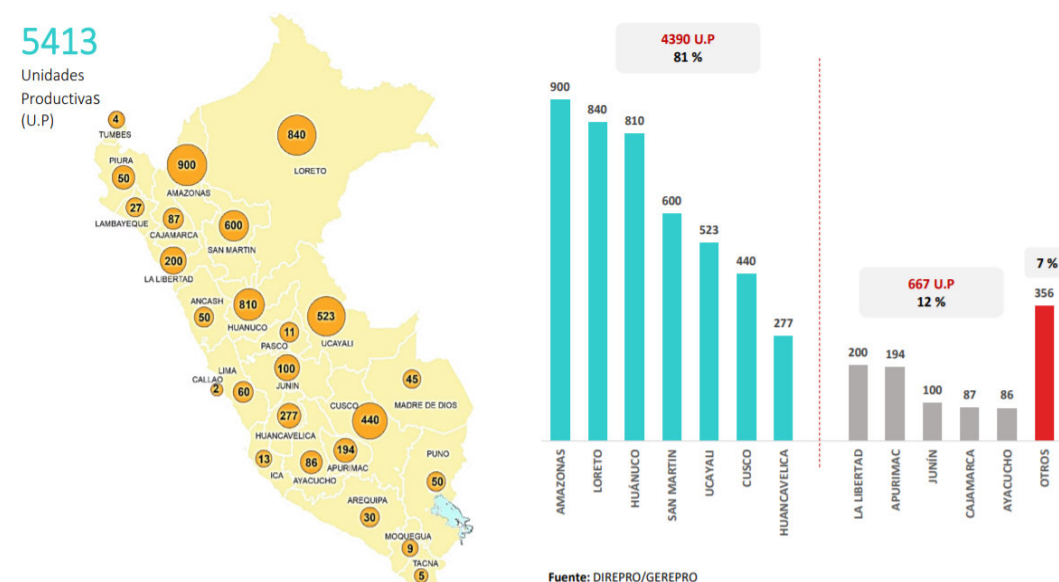 5413
Unidades
Productivas
(U.P)
4
TUMBES
PIURA
50
27
LAMBAYEQUE
900
AMAZONAS
87
CAJAMARCA
840
LORETO
600
SAN MARTIN
200
LA LIBERTAD
ANCASH
50
810
HUANUCO
11
PASCO
523
UCAYALI
LIMA
CALLAO
2
60
100
JUNIN
45
MADRE DE DIOS
277
HUANCAVELICA
CUSCO
440
13
ICA
86
AYACUCHO
194
APURIMAC
PUNO
50
AREQUIPA
30
MOQUEGUA
9
TACNA
5
4390 U.P
81 %
900
840
810
600
523
440
277
AMAZONAS
LORETO
HUÁNUCO
SAN MARTIN
UCAYALI
CUSCO
HUANCAVELICA
667 U.P
12 %
7 %
200
194
100
87
86
356
LA LIBERTAD
APURIMAC
JUNÍN
CAJAMARCA
AYACUCHO
OTROS
Fuente: DIREPRO/GEREPRO